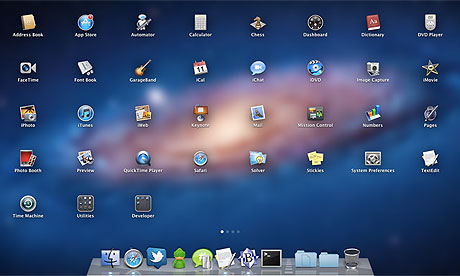 Address Book App Store Automator Calculator Chess Dashboard Dictionary DVD Player
FaceTime Font Book GarageBand iCal iChat iDVD Image Capture iMovie
iPhoto iTunes iWeb Keynote Mail Mission Control Numbers Pages
Photo Booth Preview QuickTime Player Safari Solver Stickies System Preferences TextEdit
Time Machine Utilities Developer